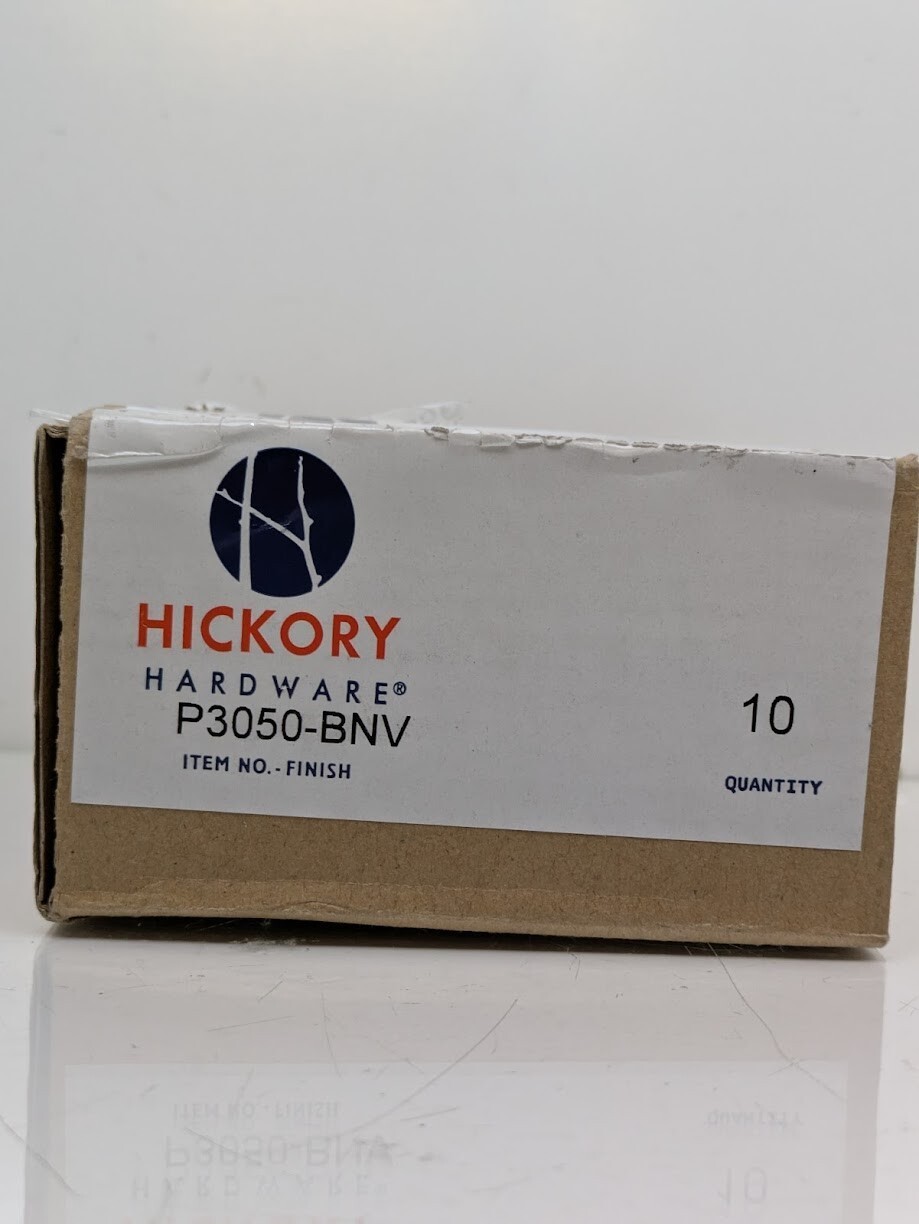 HICKORY
HARDWARE®
P3050-BNV
ITEM NO.-FINISH
10
QUANTITY